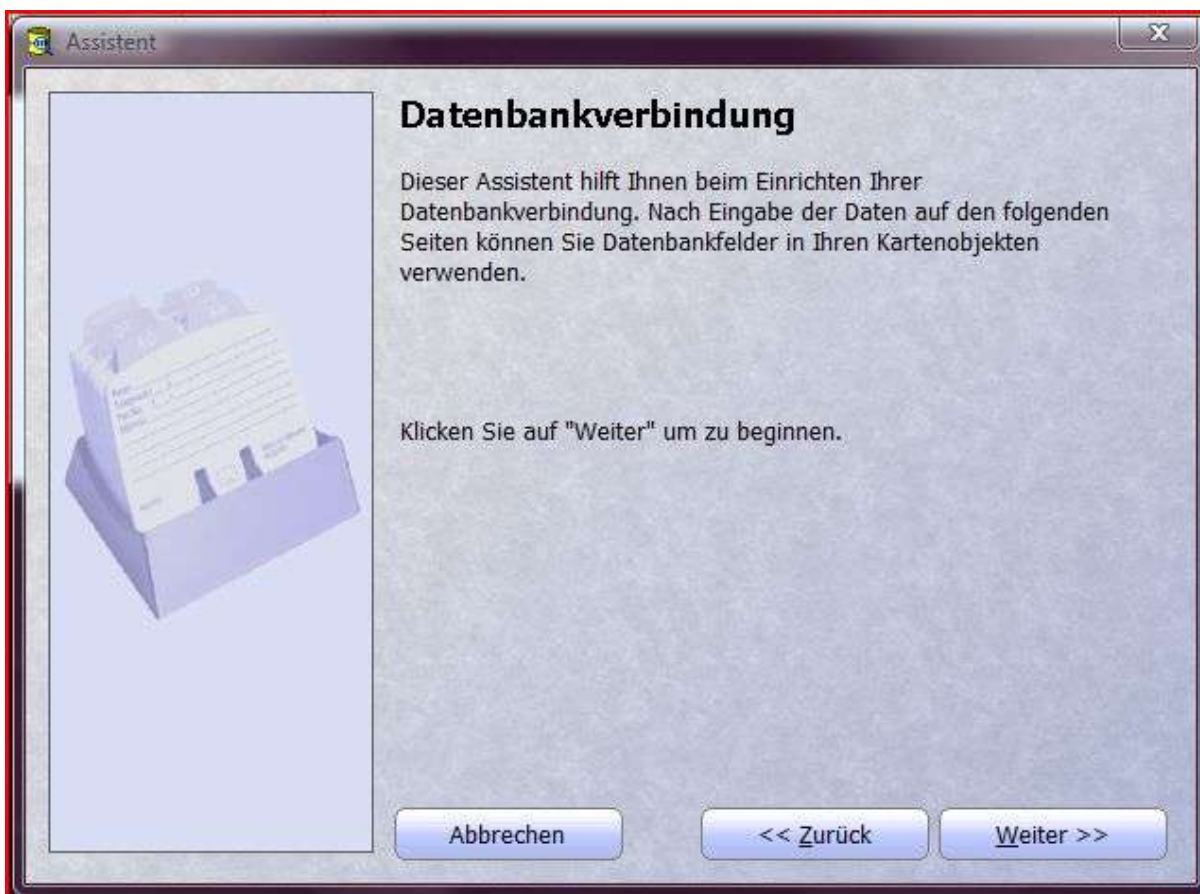 Assistent
Datenbankverbindung
Dieser Assistent hilft Ihnen beim Einrichten Ihrer
Datenbankverbindung. Nach Eingabe der Daten auf den folgenden
Seiten können Sie Datenbankfelder in Ihren Kartenobjekten
verwenden.
Klicken Sie auf "Weiter" um zu beginnen.
Abbrechen
<< Zurück
Weiter >>